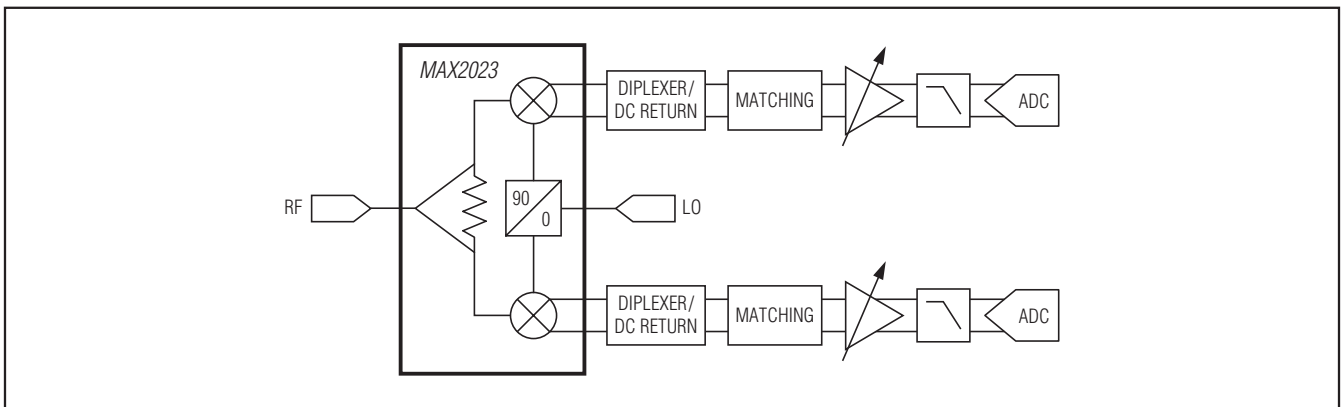 MAX2023
DIPLEXER/
DC RETURN
MATCHING
ADC
RF
90
0
LO
DIPLEXER/
DC RETURN
MATCHING
ADC